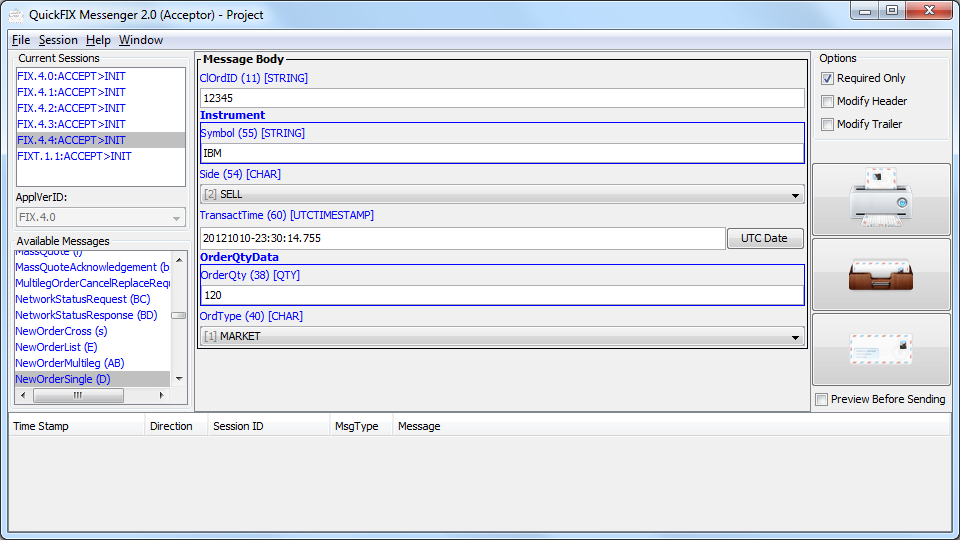 QuickFIX Messenger 2.0 (Acceptor) - Project
File Session Help Window
Current Sessions
FIX.4.0:ACCEPT>INIT
FIX.4.1:ACCEPT>INIT
FIX.4.2:ACCEPT>INIT
FIX.4.3:ACCEPT>INIT
FIX.4.4:ACCEPT>INIT
FIXT.1.1:ACCEPT>INIT
ApplVerID:
FIX.4.0
Available Messages
MassQuote (i)
MassQuoteAcknowledgement (b
MultilegOrderCancelReplaceRequ
NetworkStatusRequest (BC)
NetworkStatusResponse (BD)
NewOrderCross (s)
NewOrderList (E)
NewOrderMultileg (AB)
NewOrderSingle (D)
Message Body
ClOrdID (11) [STRING]
12345
Instrument
Symbol (55) [STRING]
IBM
Side (54) [CHAR]
[2] SELL
TransactTime (60) [UTCTIMESTAMP]
20121010-23:30:14.755
UTC Date
OrderQtyData
OrderQty (38) [QTY]
120
OrdType (40) [CHAR]
[1] MARKET
Options
Required Only
Modify Header
Modify Trailer
Preview Before Sending
Time Stamp Direction Session ID MsgType Message